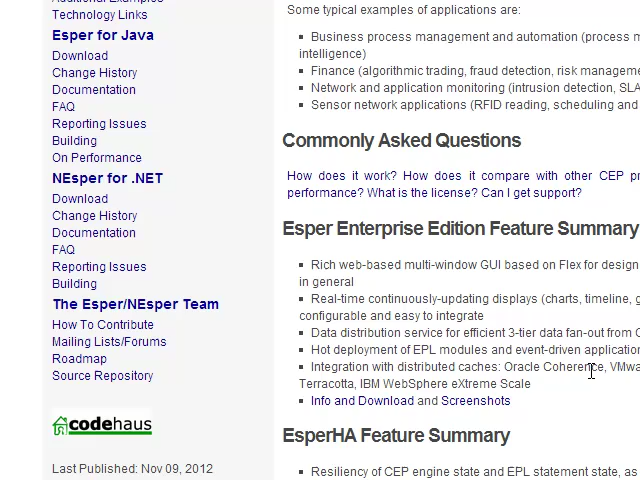 Additional Examples
Technology Links
Esper for Java
Download
Change History
Documentation
FAQ
Reporting Issues
Building
On Performance
NEsper for .NET
Download
Change History
Documentation
FAQ
Reporting Issues
Building
The Esper/NEsper Team
How To Contribute
Mailing Lists/Forums
Roadmap
Source Repository
codehaus
Last Published: Nov 09, 2012
Some typical examples of applications are:
Business process management and automation (process m
intelligence)
Finance (algorithmic trading, fraud detection, risk manageme
Network and application monitoring (intrusion detection, SLA
Sensor network applications (RFID reading, scheduling and
Commonly Asked Questions
How does it work? How does it compare with other CEP pr
performance? What is the license? Can I get support?
Esper Enterprise Edition Feature Summary
Rich web-based multi-window GUI based on Flex for design
in general
Real-time continuously-updating displays (charts, timeline, g
configurable and easy to integrate
Data distribution service for efficient 3-tier data fan-out from
Hot deployment of EPL modules and event-driven application
Integration with distributed caches: Oracle Coherence, VMwa
Terracotta, IBM WebSphere eXtreme Scale
Info and Download and Screenshots
EsperHA Feature Summary
Resiliency of CEP engine state and EPL statement state, as